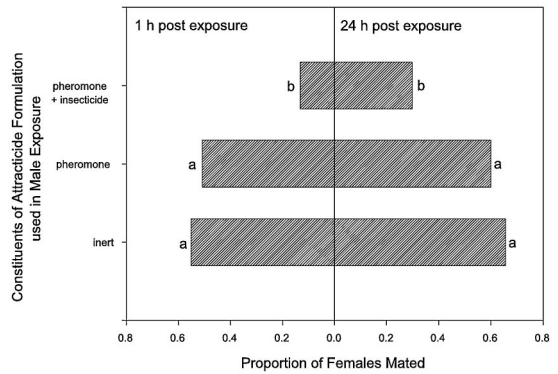 1 h post exposure
24 h post exposure
Constituents of Attracticide Formulation
used in Male Exposure
pheromone
+ insecticide
b
b
pheromone
a
a
inert
a
a
0.8 0.6 0.4 0.2 0.0 0.2 0.4 0.6 0.8
Proportion of Females Mated